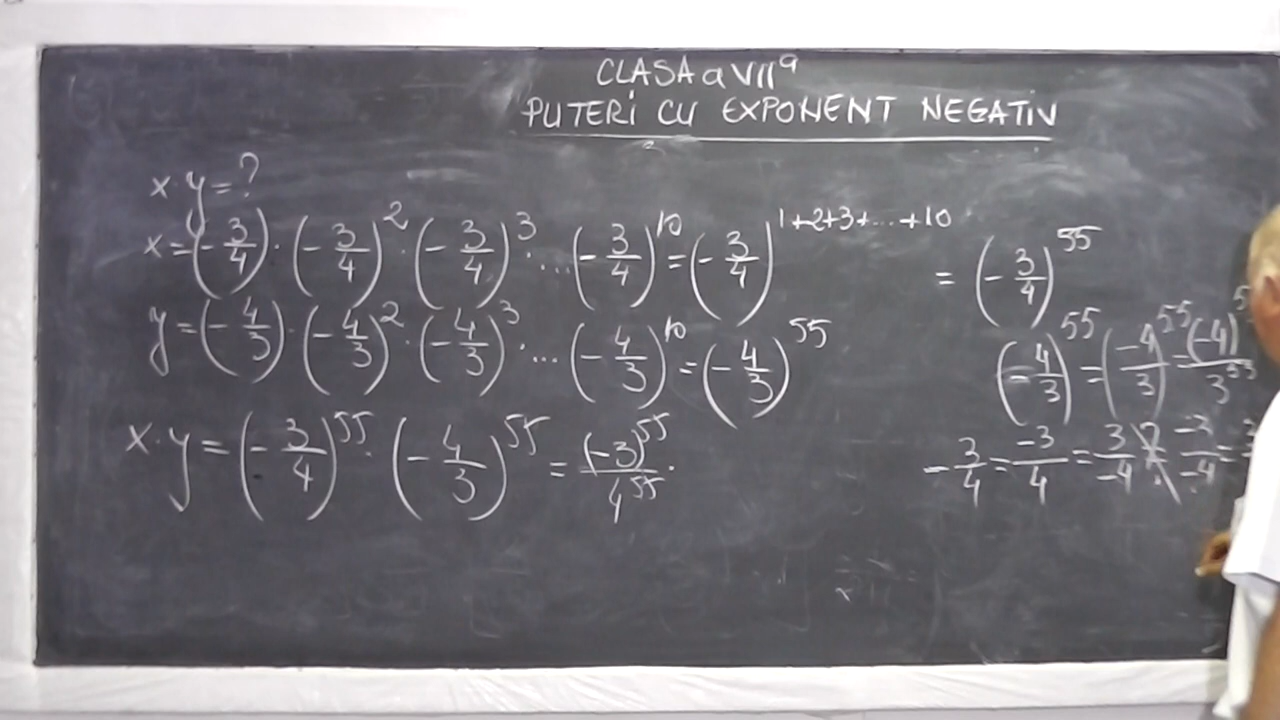 CLASA a VII a
PUTERI CU EXPONENT NEGATIV
x·y=?
x=(-3/4)·(-3/4)^2·(-3/4)^3·...(-3/4)^10=(-3/4)^1+2+3+...+10 =(-3/4)^55
y=(-4/3)·(-4/3)^2·(-4/3)^3·...(-4/3)^10=(-4/3)^55
(-4/3)^55=(-4/3)^55=(-4)^5/3^55
x·y=(-3/4)^55·(-4/3)^55=(-3)^55/4^55·
-3/4=-3/4=3/-4